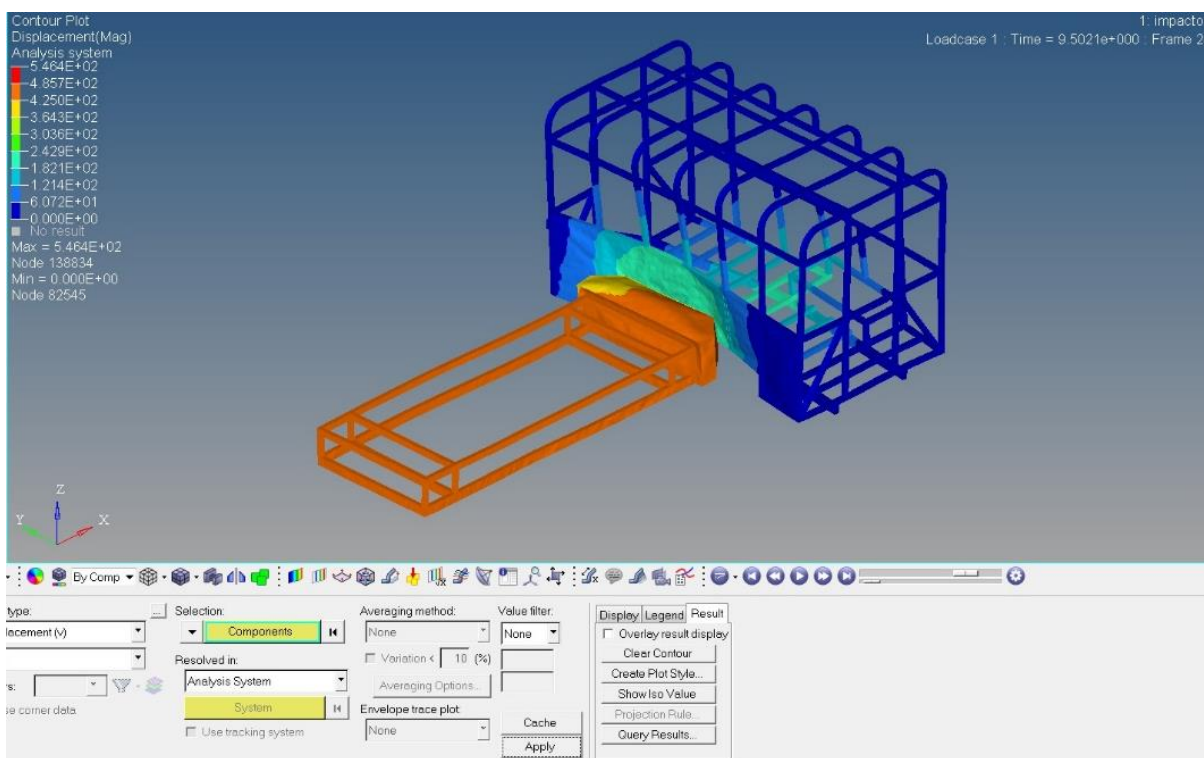 Contour Plot
Displacement(Mag)
Analysis system
5.464E+02
4.857E+02
4.250E+02
3.643E+02
3.036E+02
2.429E+02
1.821E+02
1.214E+02
6.072E+01
0.000E+00
No result
Max = 5.464E+02
Node 138834
Min = 0.000E+00
Node 82545
1: impacto
Loadcase 1 : Time = 9.5021e+000 : Frame 2
Z
Y
X
By Comp
type:
lacement (v)
rs:
se corner data
Selection:
Components
Resolved in:
Analysis System
System
Use tracking system
Averaging method:
None
Variation < 10 (%)
Averaging Options...
Envelope trace plot:
None
Value filter:
None
Cache
Apply
Display Legend Result
Overlay result display
Clear Contour
Create Plot Style...
Show Iso Value
Projection Rule...
Query Results...